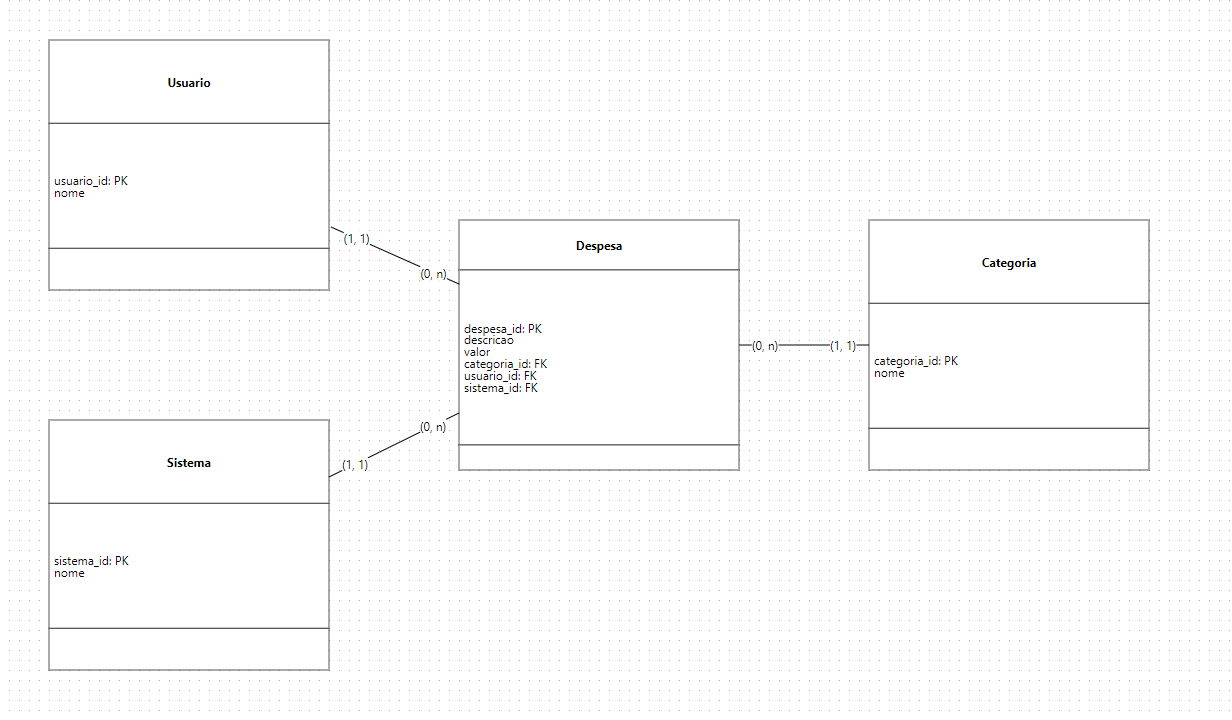 Usuario
usuario_id: PK
nome
(1, 1)
(0, n)
Despesa
despesa_id: PK
descricao
valor
categoria_id: FK
usuario_id: FK
sistema_id: FK
(0, n)
(1, 1)
Categoria
categoria_id: PK
nome
(0, n)
(1, 1)
Sistema
sistema_id: PK
nome